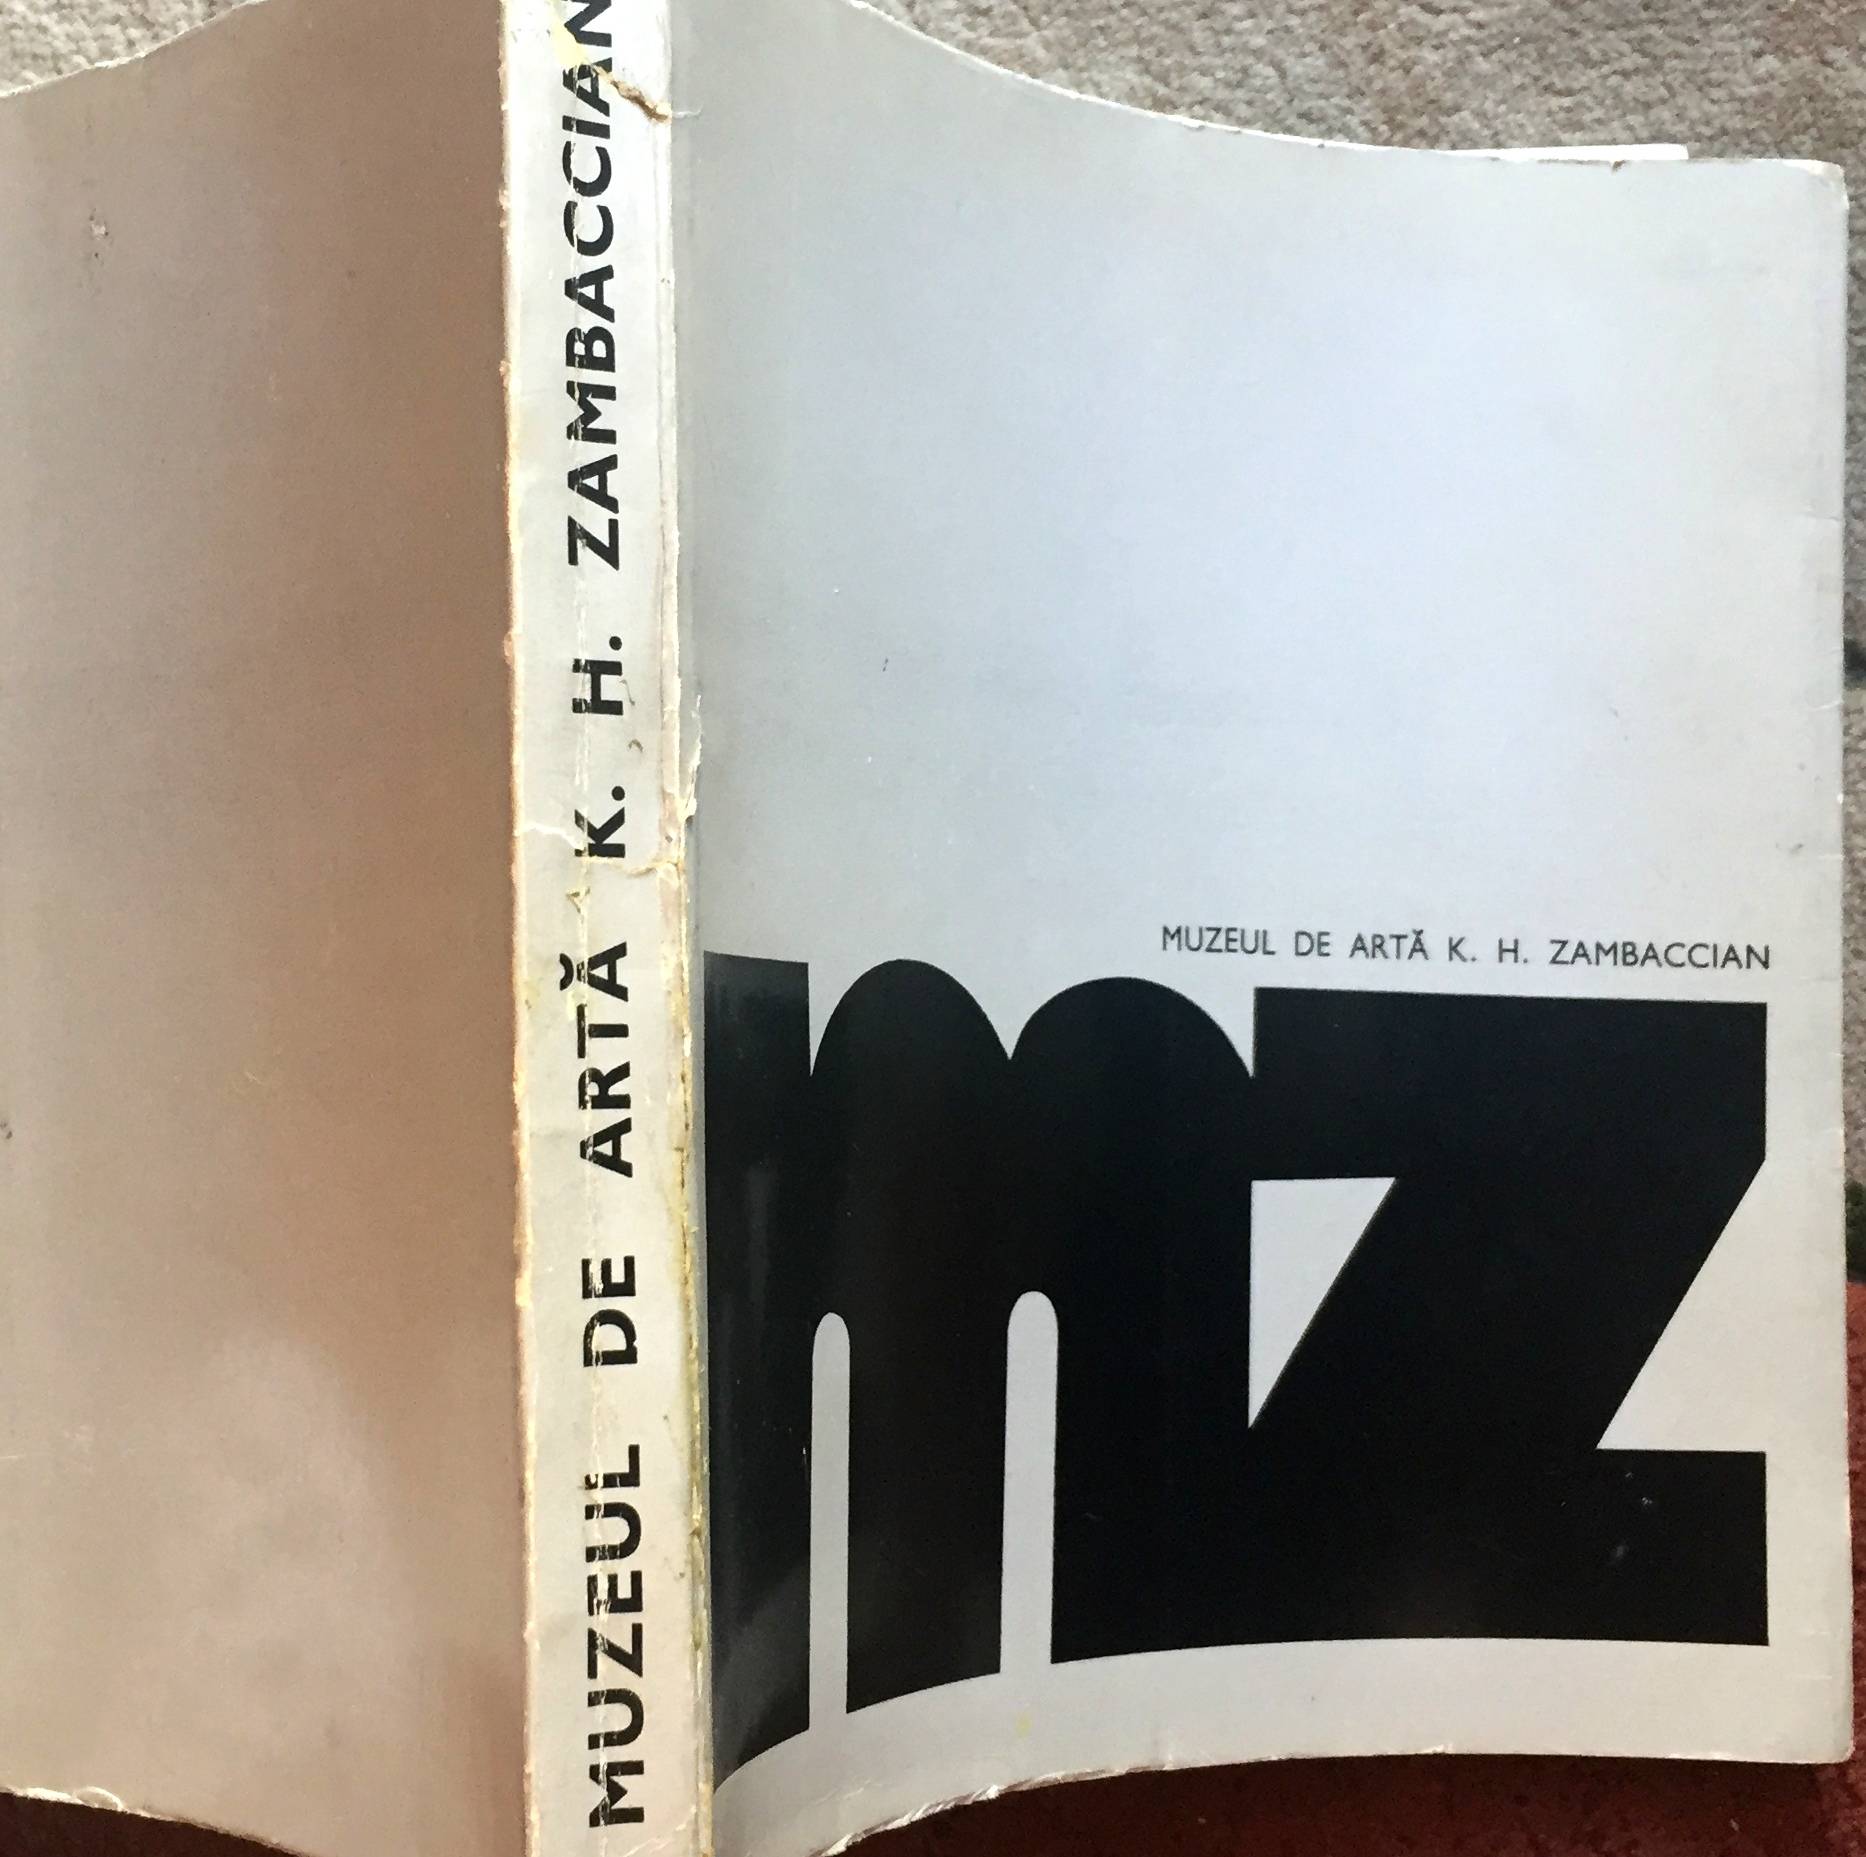 MUZEUL DE ARTĂ K. H. ZAMBACCIAN
MUZEUL DE ARTĂ K. H. ZAMBACCIAN
mz